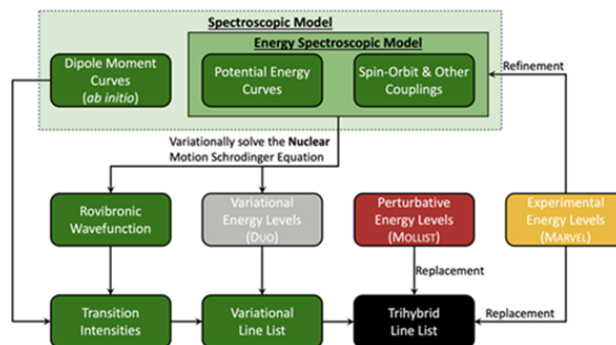 Spectroscopic Model
Energy Spectroscopic Model
Dipole Moment
Curves
(ab initio)
Potential Energy
Curves
Spin-Orbit & Other
Couplings
Refinement
Variationally solve the Nuclear
Motion Schrodinger Equation
Rovibronic
Wavefunction
Variational
Energy Levels
(DUO)
Perturbative
Energy Levels
(MOLLIST)
Experimental
Energy Levels
(MARVEL)
Replacement
Replacement
Transition
Intensities
Variational
Line List
Trihybrid
Line List